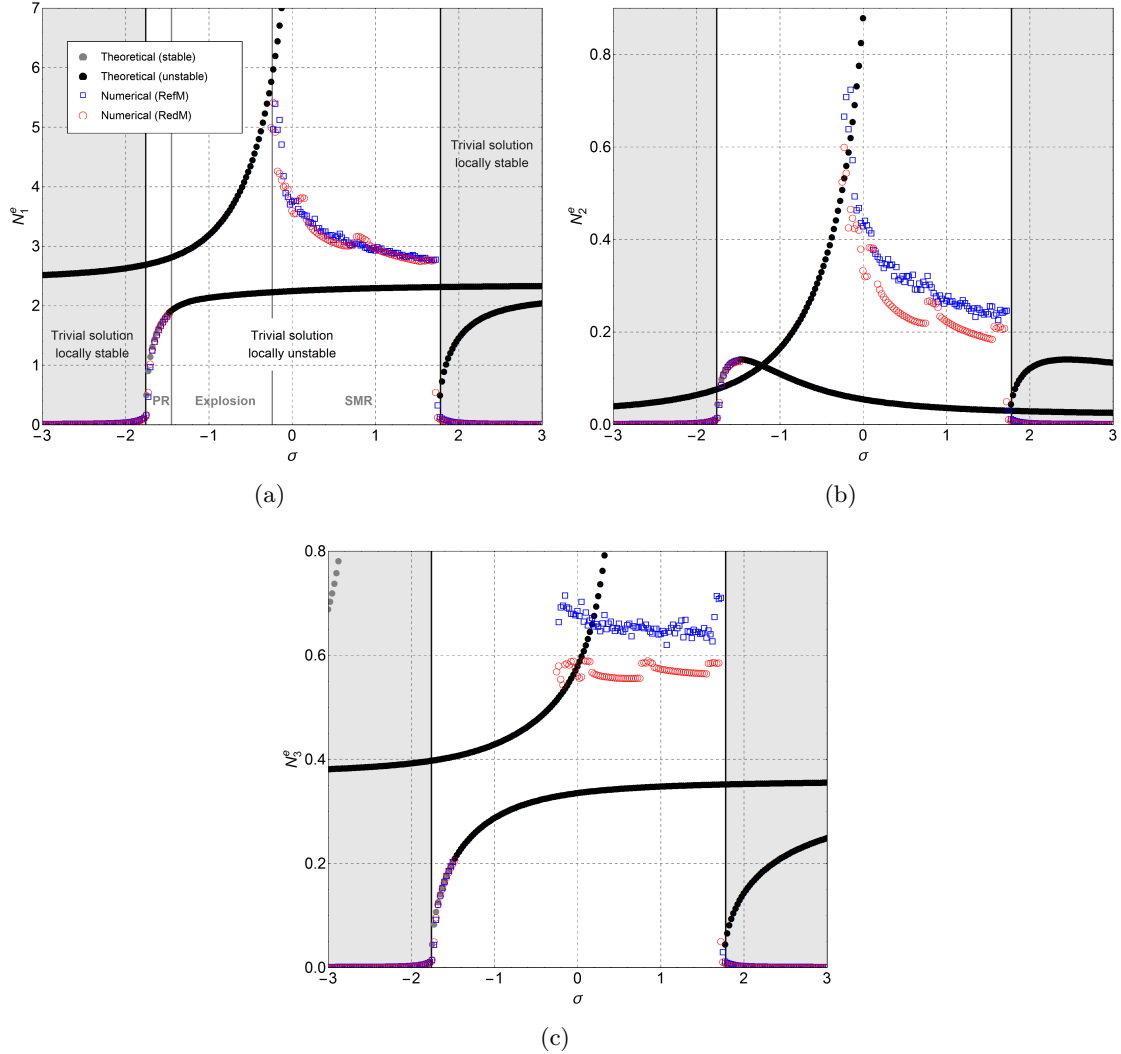 7
6
5
4
3
2
1
0
N₁ᵉ
Theoretical (stable)
Theoretical (unstable)
Numerical (RefM)
Numerical (RedM)
Trivial solution
locally stable
Trivial solution
locally stable
Trivial solution
locally unstable
PR
Explosion
SMR
−3 −2 −1 0 1 2 3
σ
(a)
0.8
0.6
0.4
0.2
0.0
N₂ᵉ
−3 −2 −1 0 1 2 3
σ
(b)
0.8
0.6
0.4
0.2
0.0
N₃ᵉ
−3 −2 −1 0 1 2 3
σ
(c)